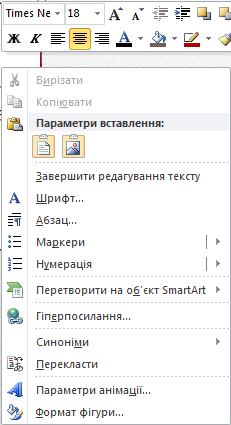 Times Ne 18 A A
Ж К А
Вирізати
Копіювати
Параметри вставлення:
Завершити редагування тексту
Шрифт...
Абзац...
Маркери
Нумерація
Перетворити на об'єкт SmartArt
Гіперпосилання...
Синоніми
Перекласти
Параметри анімації...
Формат фігури...